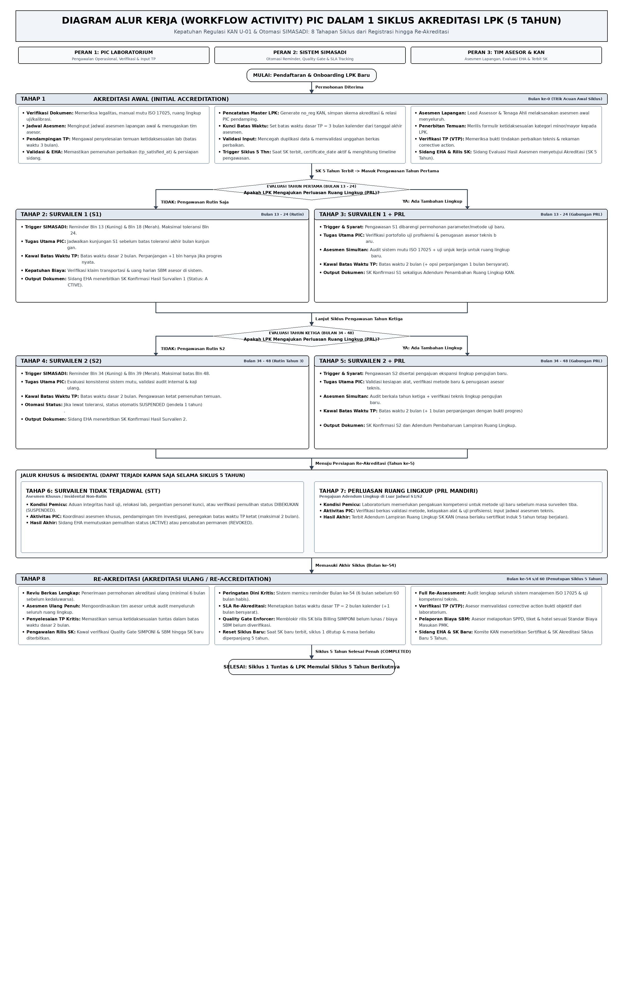 DIAGRAM ALUR KERJA (WORKFLOW ACTIVITY) PIC DALAM 1 SIKLUS AKREDITASI LPK (5 TAHUN)
Kepatuhan Regulasi KAN U-01 & Otomasi SIMASADI: 8 Tahapan Siklus dari Registrasi hingga Re-Akreditasi
PERAN 1: PIC LABORATORIUM
Pengawalan Operasional, Verifikasi & Input TP
PERAN 2: SISTEM SIMASADI
Otomasi Reminder, Quality Gate & SLA Tracking
PERAN 3: TIM ASESOR & KAN
Asesmen Lapangan, Evaluasi EHA & Terbit SK
MULAI: Pendaftaran & Onboarding LPK Baru
Permohonan Diterima
TAHAP 1
AKREDITASI AWAL (INITIAL ACCREDITATION)
Bulan ke-0 (Titik Acuan Awal Siklus)
• Verifikasi Dokumen: Memeriksa legalitas, manual mutu ISO 17025, ruang lingkup
uji/kalibrasi.
• Jadwal Asesmen: Menginput jadwal asesmen lapangan awal & menugaskan tim
asesor.
• Pendampingan TP: Mengawal penyelesaian temuan ketidaksesuaian lab (batas
waktu 3 bulan).
• Validasi & EHA: Memastikan pemenuhan perbaikan (tp_satisfied_at) & persiapan
sidang.
• Pencatatan Master LPK: Generate no_reg KAN, simpan skema akreditasi & relasi
PIC pendamping.
• Kunci Batas Waktu: Set batas waktu dasar TP = 3 bulan kalender dari tanggal akhir
asesmen.
• Validasi Input: Mencegah duplikasi data & memvalidasi unggahan berkas
perbaikan.
• Trigger Siklus 5 Thn: Saat SK terbit, certificate_date aktif & menghitung timeline
pengawasan.
• Asesmen Lapangan: Lead Assessor & Tenaga Ahli melaksanakan asesmen awal
menyeluruh.
• Penerbitan Temuan: Merilis formulir ketidaksesuaian kategori minor/mayor kepada
LPK.
• Verifikasi TP (VTP): Memeriksa bukti tindakan perbaikan teknis & rekaman
corrective action.
• Sidang EHA & Rilis SK: Sidang Evaluasi Hasil Asesmen menyetujui Akreditasi (SK 5
Tahun).
SK 5 Tahun Terbit -> Masuk Pengawasan Tahun Pertama
EVALUASI TAHUN PERTAMA (BULAN 13 - 24)
Apakah LPK Mengajukan Perluasan Ruang Lingkup (PRL)?
TIDAK: Pengawasan Rutin Saja
YA: Ada Tambahan Lingkup
TAHAP 2: SURVAILEN 1 (S1)
Bulan 13 - 24 (Rutin)
• Trigger SIMASADI: Reminder Bln 13 (Kuning) & Bln 18 (Merah). Maksimal toleransi Bln
24.
• Tugas Utama PIC: Jadwalkan kunjungan S1 sebelum batas toleransi akhir bulan kunjun
gan.
• Kawal Batas Waktu TP: Batas waktu dasar 2 bulan. Perpanjangan +1 bln hanya jika progres
nyata.
• Kepatuhan Biaya: Verifikasi klaim transportasi & uang harian SBM asesor di sistem.
• Output Dokumen: Sidang EHA menerbitkan SK Konfirmasi Hasil Survailen 1 (Status: A
CTIVE).
TAHAP 3: SURVAILEN 1 + PRL
Bulan 13 - 24 (Gabungan PRL)
• Trigger & Syarat: Pengawasan S1 dibarengi permohonan parameter/metode uji baru.
• Tugas Utama PIC: Verifikasi portofolio uji profisiensi & penugasan asesor teknis b
aru.
• Asesmen Simultan: Audit sistem mutu ISO 17025 + uji unjuk kerja untuk ruang lingkup
baru.
• Kawal Batas Waktu TP: Batas waktu 2 bulan (+ opsi perpanjangan 1 bulan bersyarat).
• Output Dokumen: SK Konfirmasi S1 sekaligus Adendum Penambahan Ruang Lingkup KAN.
Lanjut Siklus Pengawasan Tahun Ketiga
EVALUASI TAHUN KETIGA (BULAN 34 - 48)
Apakah LPK Mengajukan Perluasan Ruang Lingkup (PRL)?
TIDAK: Pengawasan Rutin S2
YA: Ada Tambahan Lingkup
TAHAP 4: SURVAILEN 2 (S2)
Bulan 34 - 48 (Rutin Tahun 3)
• Trigger SIMASADI: Reminder Bln 34 (Kuning) & Bln 39 (Merah). Maksimal batas Bln 48.
• Tugas Utama PIC: Evaluasi konsistensi sistem mutu, validasi audit internal & kaji
ulang.
• Kawal Batas Waktu TP: Batas waktu dasar 2 bulan. Pengawasan ketat pemenuhan temuan.
• Otomasi Status: Jika lewat toleransi, status otomatis SUSPENDED (jendela 1 tahun)
.
• Output Dokumen: Sidang EHA menerbitkan SK Konfirmasi Hasil Survailen 2.
TAHAP 5: SURVAILEN 2 + PRL
Bulan 34 - 48 (Gabungan PRL)
• Trigger & Syarat: Pengawasan S2 disertai pengajuan ekspansi lingkup pengujian baru.
• Tugas Utama PIC: Validasi kesiapan alat, verifikasi metode baru & penugasan asesor
teknis.
• Asesmen Simultan: Audit berkala tahun ketiga + verifikasi teknis lingkup pengujian
baru.
• Kawal Batas Waktu TP: Batas waktu 2 bulan (+ 1 bulan perpanjangan dengan bukti progres)
.
• Output Dokumen: SK Konfirmasi S2 dan Adendum Pembaharuan Lampiran Ruang Lingkup.
Menuju Persiapan Re-Akreditasi (Tahun ke-5)
JALUR KHUSUS & INSIDENTAL (DAPAT TERJADI KAPAN SAJA SELAMA SIKLUS 5 TAHUN)
TAHAP 6: SURVAILEN TIDAK TERJADWAL (STT)
Asesmen Khusus / Insidental Non-Rutin
• Kondisi Pemicu: Aduan integritas hasil uji, relokasi lab, pergantian personel kunci, atau verifikasi pemulihan status DIBEKUKAN
(SUSPENDED).
• Aktivitas PIC: Koordinasi asesmen khusus, pendampingan tim investigasi, penegakan batas waktu TP ketat (maksimal 2 bulan).
• Hasil Akhir: Sidang EHA memutuskan pemulihan status (ACTIVE) atau pencabutan permanen (REVOKED).
TAHAP 7: PERLUASAN RUANG LINGKUP (PRL MANDIRI)
Pengajuan Adendum Lingkup di Luar Jadwal S1/S2
• Kondisi Pemicu: Laboratorium memerlukan pengakuan kompetensi untuk metode uji baru sebelum masa surveilen tiba.
• Aktivitas PIC: Verifikasi berkas validasi metode, kelayakan alat & uji profisiensi; input jadwal asesmen teknis.
• Hasil Akhir: Terbit Adendum Lampiran Ruang Lingkup SK KAN (masa berlaku sertifikat induk 5 tahun tetap berjalan).
Memasuki Akhir Siklus (Bulan ke-54)
TAHAP 8
RE-AKREDITASI (AKREDITASI ULANG / RE-ACCREDITATION)
Bulan ke-54 s/d 60 (Penutupan Siklus 5 Tahun)
• Reviu Berkas Lengkap: Penerimaan permohonan akreditasi ulang (minimal 6 bulan
sebelum kedaluwarsa).
• Asesmen Ulang Penuh: Mengoordinasikan tim asesor untuk audit menyeluruh
seluruh ruang lingkup.
• Penyelesaian TP Kritis: Memastikan semua ketidaksesuaian tuntas dalam batas
waktu dasar 2 bulan.
• Pengawalan Rilis SK: Kawal verifikasi Quality Gate SIMPONI & SBM hingga SK baru
diterbitkan.
• Peringatan Dini Kritis: Sistem memicu reminder Bulan ke-54 (6 bulan sebelum 60
bulan habis).
• SLA Re-Akreditasi: Menetapkan batas waktu dasar TP = 2 bulan kalender (+1
bulan bersyarat).
• Quality Gate Enforcer: Memblokir rilis SK bila Billing SIMPONI belum lunas / biaya
SBM belum diverifikasi.
• Reset Siklus Baru: Saat SK baru terbit, siklus 1 ditutup & masa berlaku
diperpanjang 5 tahun.
• Full Re-Assessment: Audit lengkap seluruh sistem manajemen ISO 17025 & uji
kompetensi teknis.
• Verifikasi TP (VTP): Asesor memvalidasi corrective action bukti objektif dari
laboratorium.
• Pelaporan Biaya SBM: Asesor melaporkan SPPD, tiket & hotel sesuai Standar Biaya
Masukan PMK.
• Sidang EHA & SK Baru: Komite KAN menerbitkan Sertifikat & SK Akreditasi Siklus
Baru 5 Tahun.
Siklus 5 Tahun Selesai Penuh (COMPLETED)
SELESAI: Siklus 1 Tuntas & LPK Memulai Siklus 5 Tahun Berikutnya